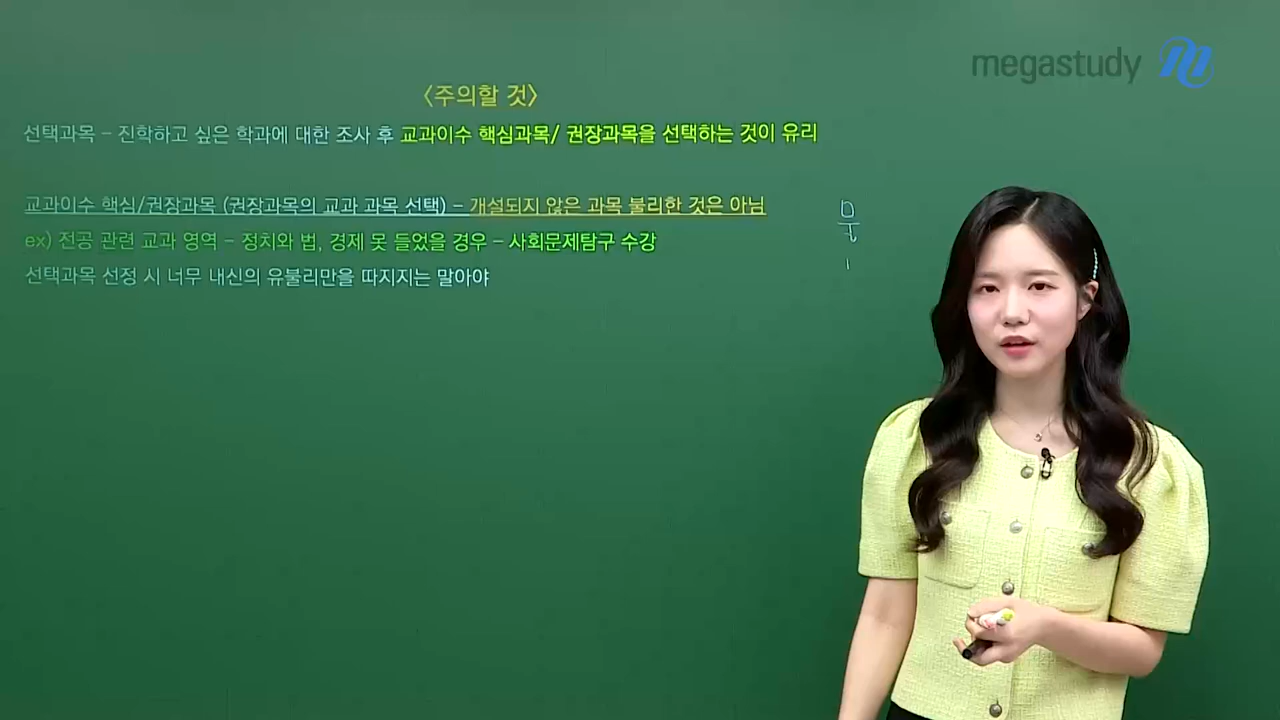 megastudy
<주의할 것>
선택과목 - 진학하고 싶은 학과에 대한 조사 후 교과이수 핵심과목/ 권장과목을 선택하는 것이 유리
교과이수 핵심/권장과목 (권장과목의 교과 과목 선택) - 개설되지 않은 과목 불리한 것은 아님
ex) 전공 관련 교과 영역 - 정치와 법, 경제 못 들었을 경우 - 사회문제탐구 수강
선택과목 선정 시 너무 내신의 유불리만을 따지지는 말아야